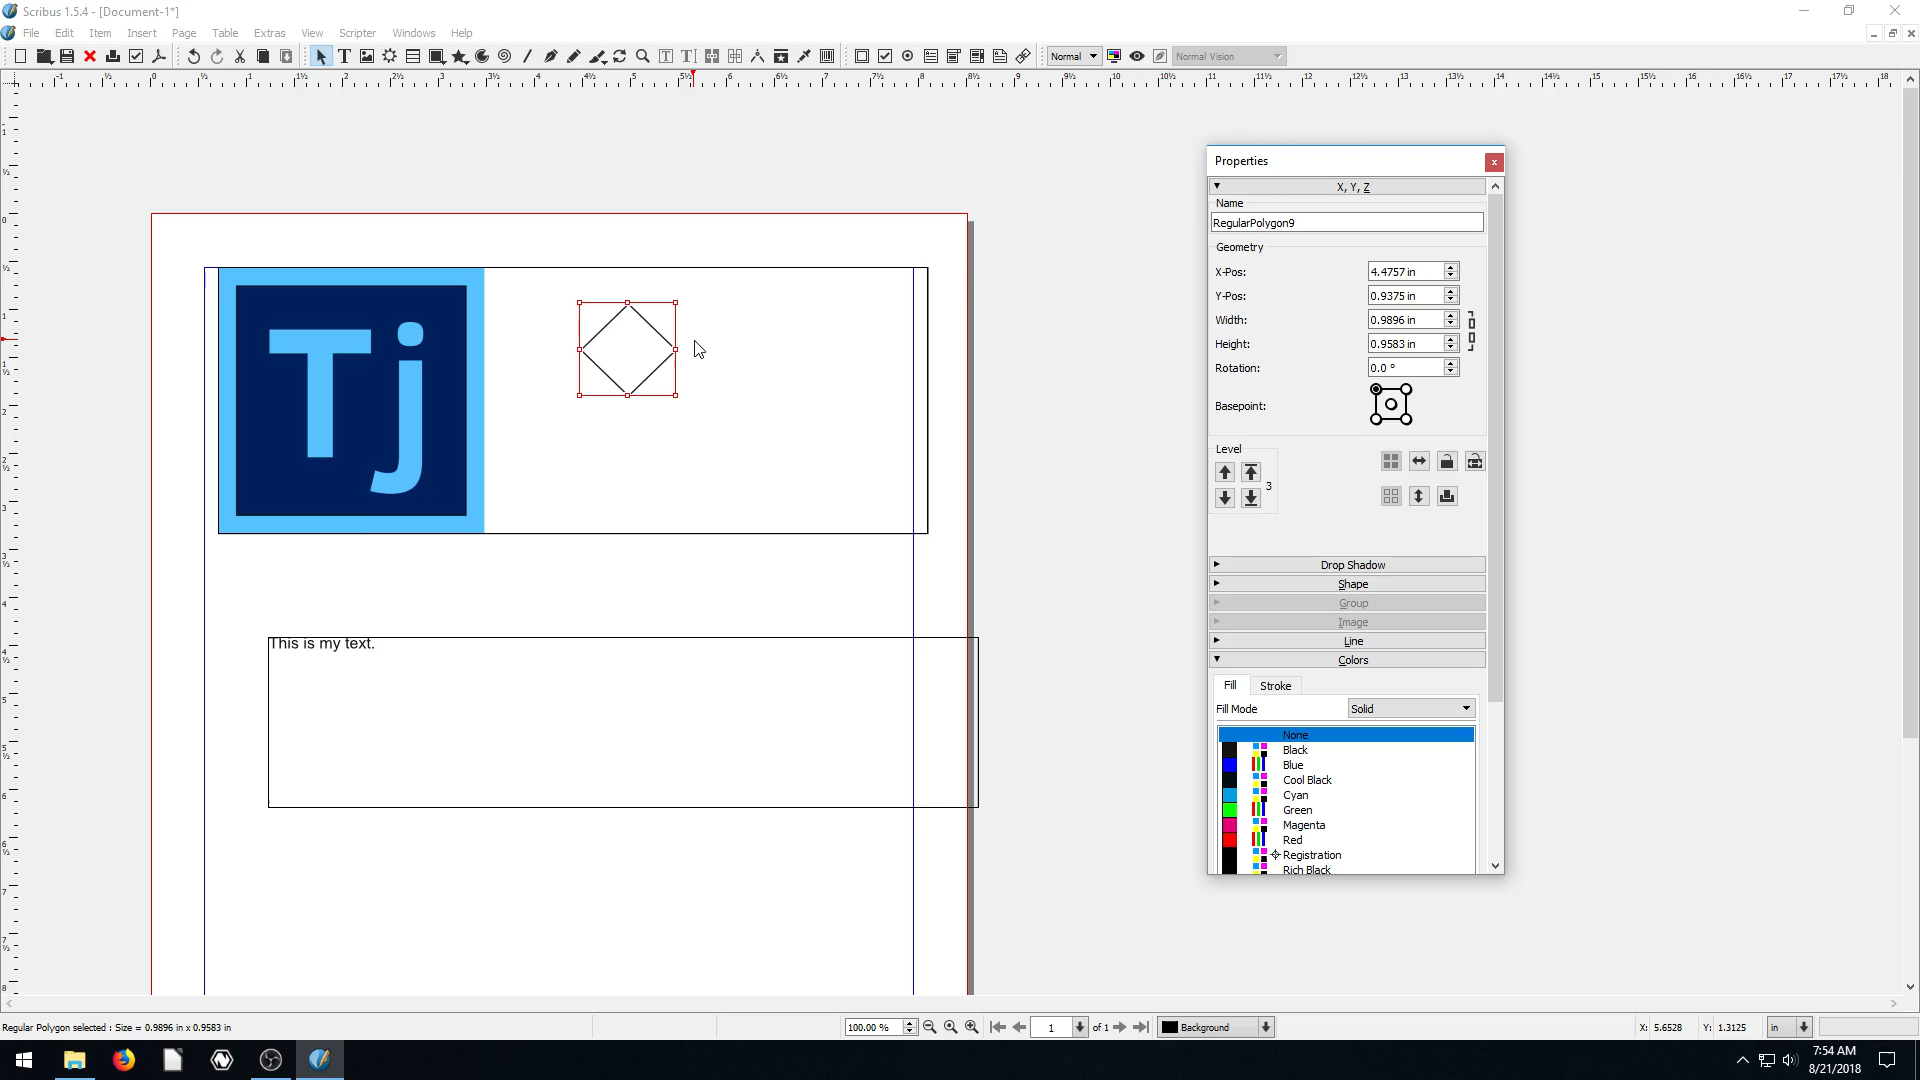 Scribus 1.5.4 - [Document-1*]
File Edit Item Insert Page Table Extras View Scripter Windows Help
Normal
Normal Vision
Tj
This is my text.
Properties
X, Y, Z
Name
RegularPolygon9
Geometry
X-Pos: 4.4757 in
Y-Pos: 0.9375 in
Width: 0.9896 in
Height: 0.9583 in
Rotation: 0.0 °
Basepoint:
Level
3
Drop Shadow
Shape
Group
Image
Line
Colors
Fill Stroke
Fill Mode Solid
None
Black
Blue
Cool Black
Cyan
Green
Magenta
Red
Registration
Rich Black
Regular Polygon selected : Size = 0.9896 in x 0.9583 in
100.00 %
1 of 1
Background
X: 5.6528 Y: 1.3125
in
7:54 AM
8/21/2018